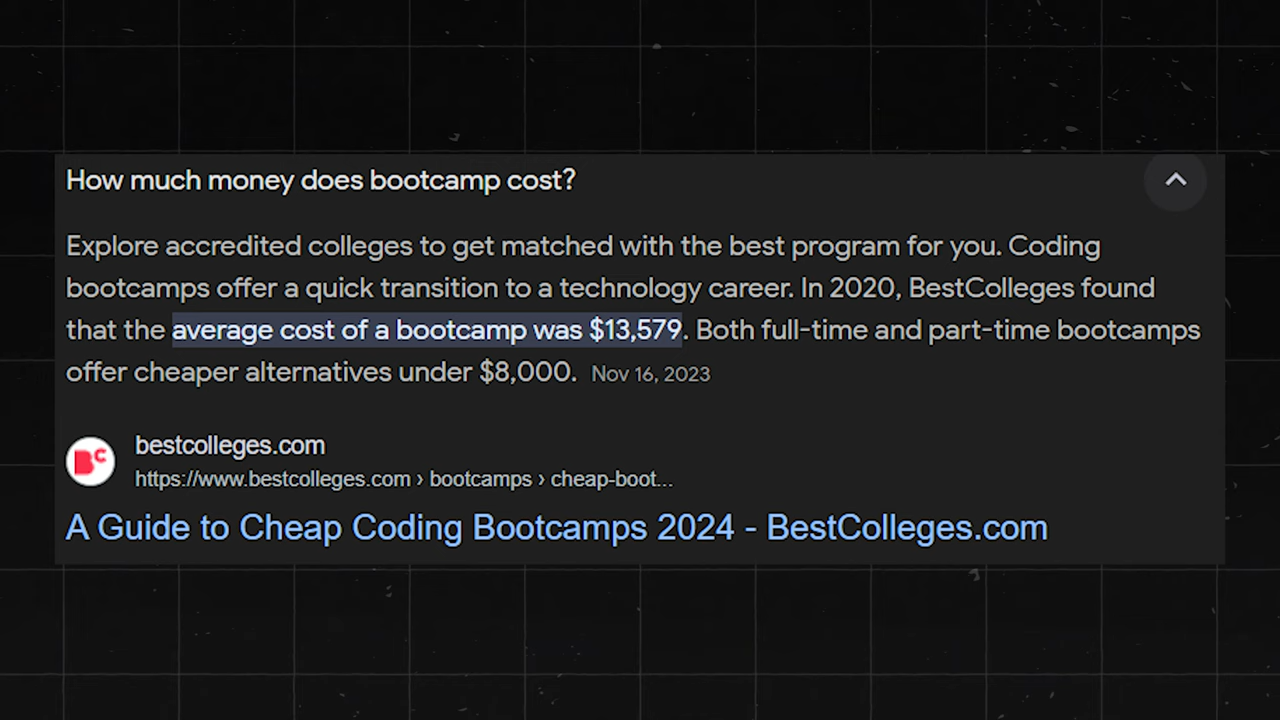 How much money does bootcamp cost?
Explore accredited colleges to get matched with the best program for you. Coding
bootcamps offer a quick transition to a technology career. In 2020, BestColleges found
that the average cost of a bootcamp was $13,579. Both full-time and part-time bootcamps
offer cheaper alternatives under $8,000. Nov 16, 2023
BC
bestcolleges.com
https://www.bestcolleges.com › bootcamps › cheap-boot...
A Guide to Cheap Coding Bootcamps 2024 - BestColleges.com